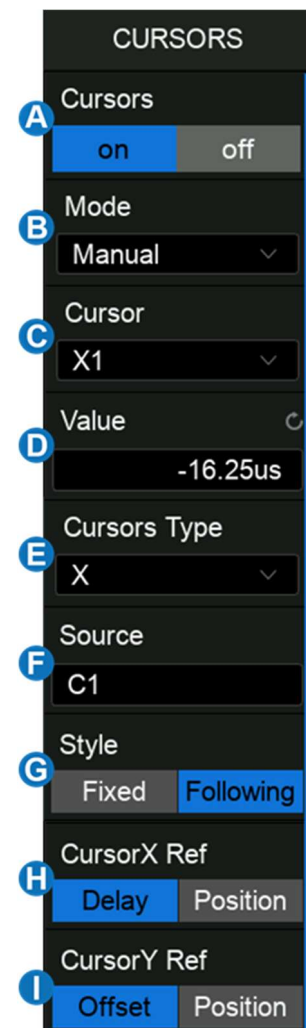 CURSORS
A
Cursors
on off
B
Mode
Manual
C
Cursor
X1
D
Value
-16.25us
E
Cursors Type
X
F
Source
C1
G
Style
Fixed Following
H
CursorX Ref
Delay Position
I
CursorY Ref
Offset Position